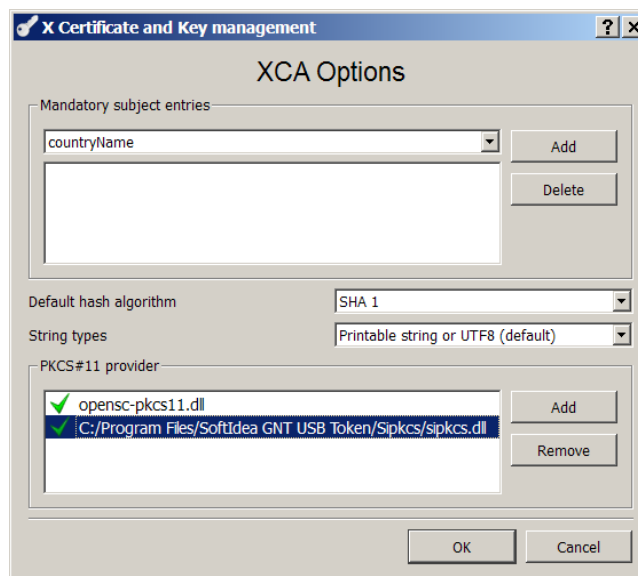 X Certificate and Key management
XCA Options
Mandatory subject entries
countryName
Add
Delete
Default hash algorithm
SHA 1
String types
Printable string or UTF8 (default)
PKCS#11 provider
opensc-pkcs11.dll
Add
C:/Program Files/SoftIdea GNT USB Token/Sipkcs/sipkcs.dll
Remove
OK
Cancel